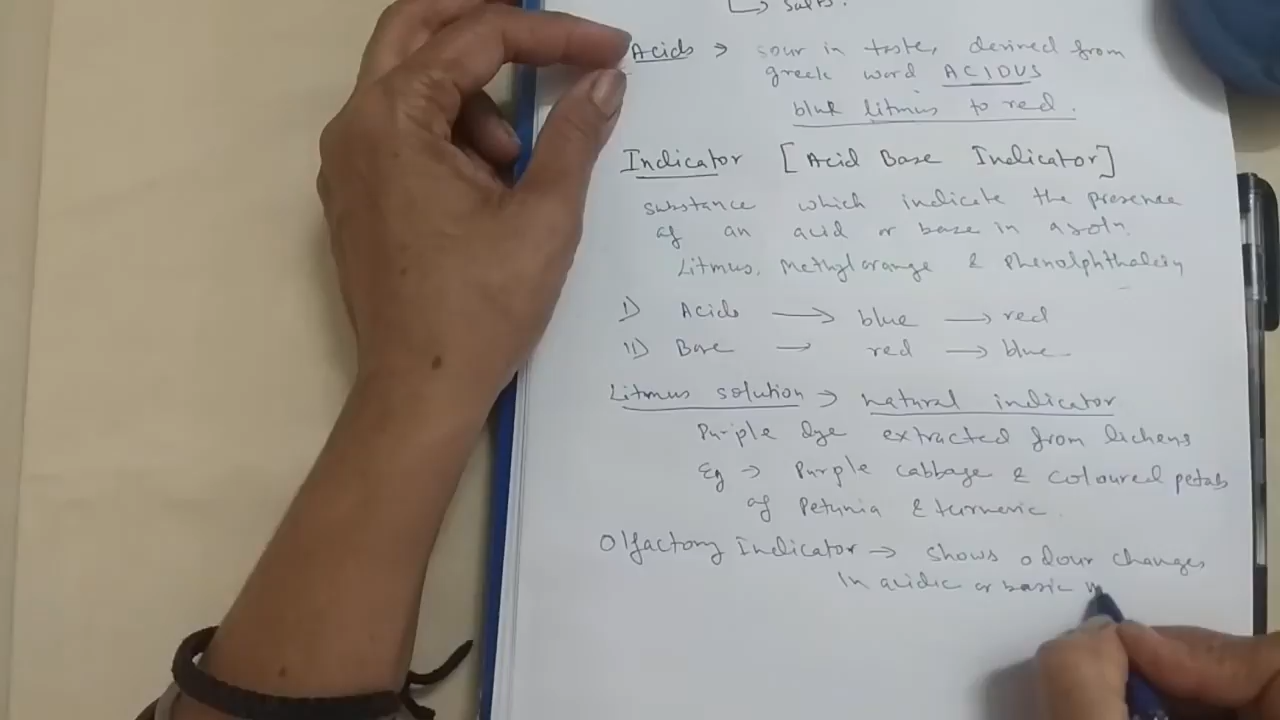 ↳ salts.
Acids → sour in taste, derived from
greek word ACIDUS
blue litmus to red.
Indicator [Acid Base Indicator]
substance which indicate the presence
of an acid or base in a soln.
Litmus, Methyl orange & Phenolphthalein
I) Acids → blue → red
II) Base → red → blue
Litmus solution → natural indicator
Purple dye extracted from lichens
Eg → Purple cabbage & coloured petals
of Petunia & turmeric.
Olfactory Indicator → shows odour changes
In acidic or basic